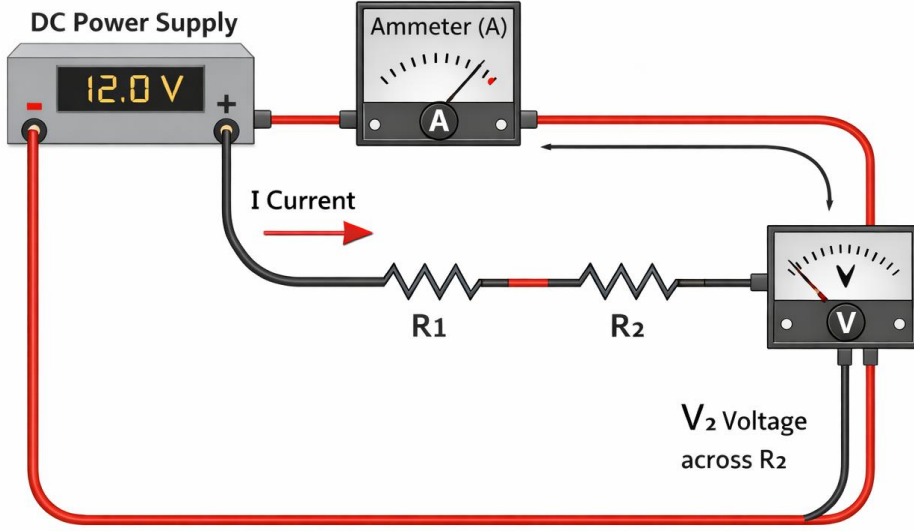 DC Power Supply
12.0 V
-
+
Ammeter (A)
A
I Current
R1
R2
V
V
V₂ Voltage
across R₂